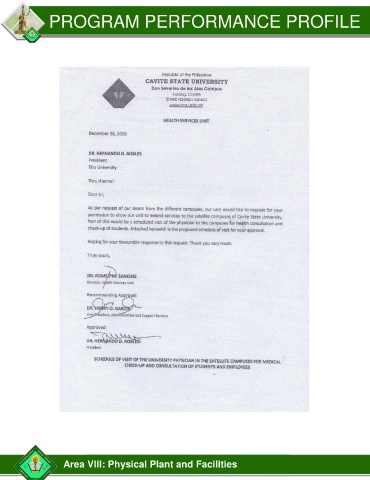 PROGRAM PERFORMANCE PROFILE
Republic of the Philippines
CAVITE STATE UNIVERSITY
Don Severino de las Alas Campus
Indang, Cavite
www.cvsu.edu.ph
HEALTH SERVICES UNIT
December 20, 2016
DR. HERNANDO D. ROBLES
President
This University
Thru channel:
Dear Sir,
As per request of our deans from the different campuses, our unit would like to request for your
permission to allow our unit to extend services to the satellite campuses of Cavite State University.
Part of this would be a scheduled visit of the physician to the campuses for health consultation and
check-up of students. Attached herewith is the proposed schedule of visit for your approval.
Hoping for your favourable response to this request. Thank you very much.
Truly yours,
DR. SANCHEZ
Director, Health Services Unit
Recommending Approval:
DR. HENRY O. GARCIA
Vice President, Administrative and Support Services
Approved:
DR. HERNANDO D. ROBLES
President
SCHEDULE OF VISIT OF THE UNIVERSITY PHYSICIAN IN THE SATELLITE CAMPUSES FOR MEDICAL
CHECK-UP AND CONSULTATION OF STUDENTS AND EMPLOYEES
Area VIII: Physical Plant and Facilities